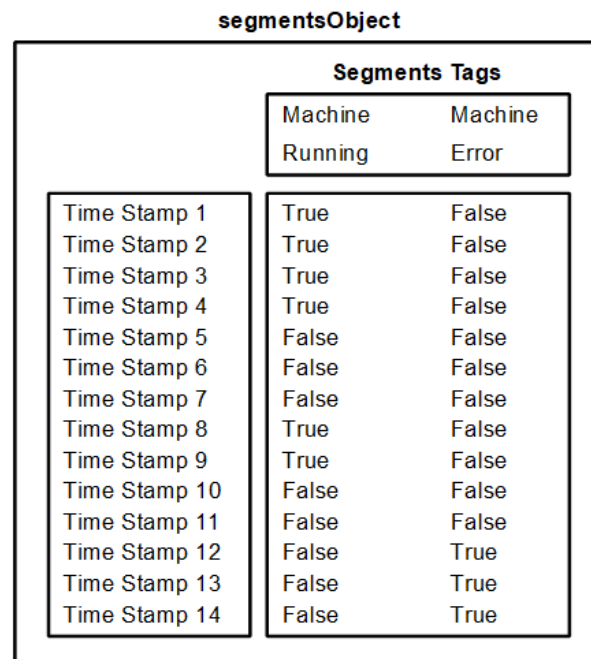 segmentsObject
Segments Tags
Machine Machine
Running Error
Time Stamp 1 True False
Time Stamp 2 True False
Time Stamp 3 True False
Time Stamp 4 True False
Time Stamp 5 False False
Time Stamp 6 False False
Time Stamp 7 False False
Time Stamp 8 True False
Time Stamp 9 True False
Time Stamp 10 False False
Time Stamp 11 False False
Time Stamp 12 False True
Time Stamp 13 False True
Time Stamp 14 False True